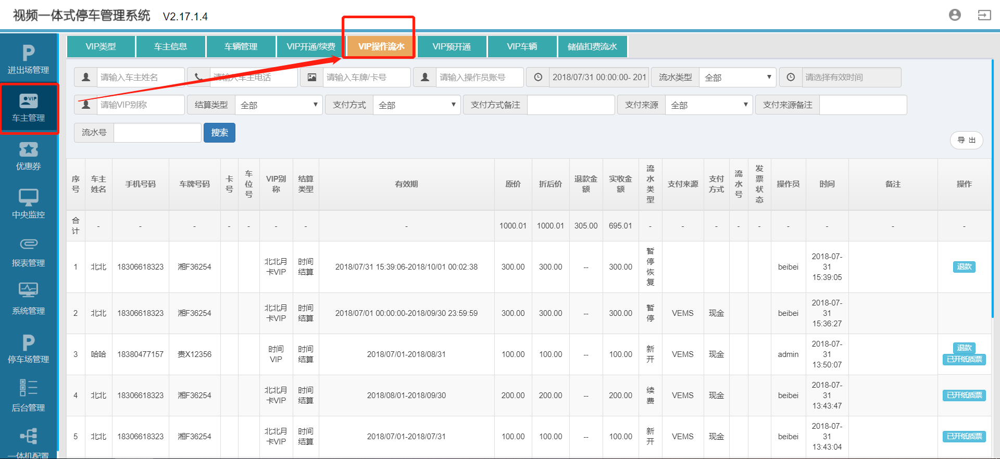 视频一体式停车管理系统 V2.17.1.4
VIP类型 车主信息 车辆管理 VIP开通/续费 VIP操作流水 VIP预开通 VIP车辆 储值扣费流水
进出场管理
车主管理
优惠券
中央监控
报表管理
系统管理
停车场管理
后台管理
一体机配置
请输入车主姓名 请输入车主电话 请输入车牌/卡号 请输入操作员账号 2018/07/31 00:00:00- 201 流水类型 全部 请选择有效时间
请输VIP别称 结算类型 全部 支付方式 全部 支付方式备注 支付来源 全部 支付来源备注
流水号 搜索
导 出
序号 车主姓名 手机号码 车牌号码 卡号 车位号 VIP别称 结算类型 有效期 原价 折后价 退款金额 实收金额 流水类型 支付来源 支付方式 流水号 发票状态 操作员 时间 备注 操作
合计 - - - - - - - - 1000.01 1000.01 305.00 695.01 - - - - - - - - -
1 北北 18306618323 湘F36254 北北月卡VIP 时间结算 2018/07/31 15:39:06-2018/10/01 00:02:38 300.00 300.00 -- 300.00 暂停恢复 beibei 2018-07-31 15:39:05 退款
2 北北 18306618323 湘F36254 北北月卡VIP 时间结算 2018/07/01 00:00:00-2018/09/30 23:59:59 300.00 300.00 -- 300.00 暂停 VEMS 现金 beibei 2018-07-31 15:36:27
3 哈哈 18380477157 贵X12356 时间VIP 时间结算 2018/07/01-2018/08/31 100.00 100.00 -- 100.00 新开 VEMS 现金 admin 2018-07-31 13:50:07 退款 已开纸质票
4 北北 18306618323 湘F36254 北北月卡VIP 时间结算 2018/08/01-2018/09/30 200.00 200.00 -- 200.00 续费 VEMS 现金 beibei 2018-07-31 13:43:47 已开纸质票
5 北北 18306618323 湘F36254 北北月卡VIP 时间结算 2018/07/01-2018/07/31 100.00 100.00 -- 100.00 新开 VEMS 现金 beibei 2018-07-31 13:43:04 已开纸质票